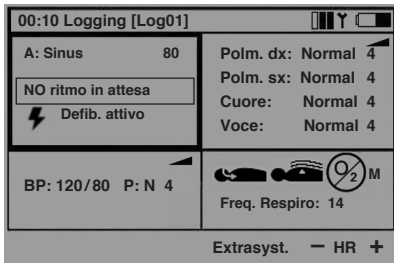 00:10 Logging [Log01]
A: Sinus 80
NO ritmo in attesa
Defib. attivo
Polm. dx: Normal 4
Polm. sx: Normal 4
Cuore: Normal 4
Voce: Normal 4
BP: 120/80 P: N 4
O2 M
Freq. Respiro: 14
Extrasyst. − HR +